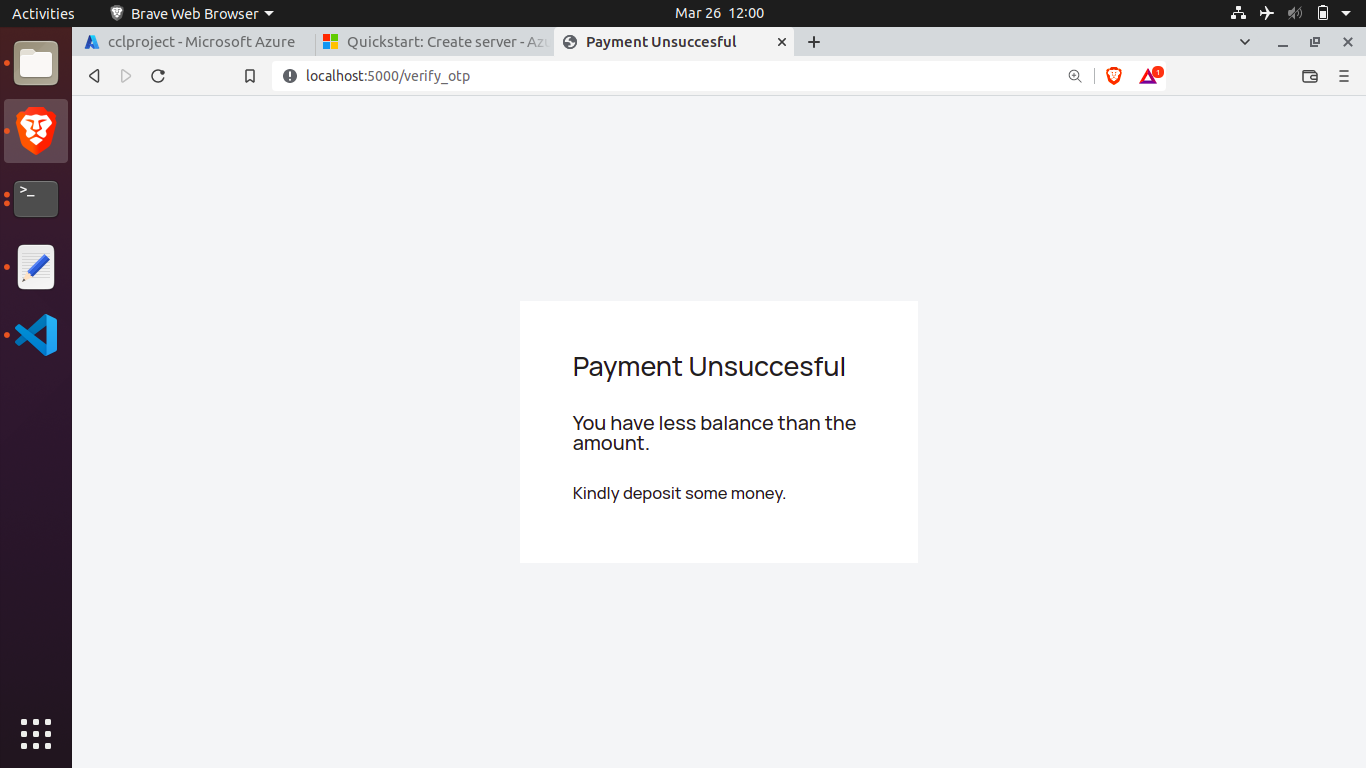 Activities Brave Web Browser Mar 26 12:00
cclproject - Microsoft Azure Quickstart: Create server - Az Payment Unsuccesful
localhost:5000/verify_otp 1
>_
Payment Unsuccesful
You have less balance than the
amount.
Kindly deposit some money.